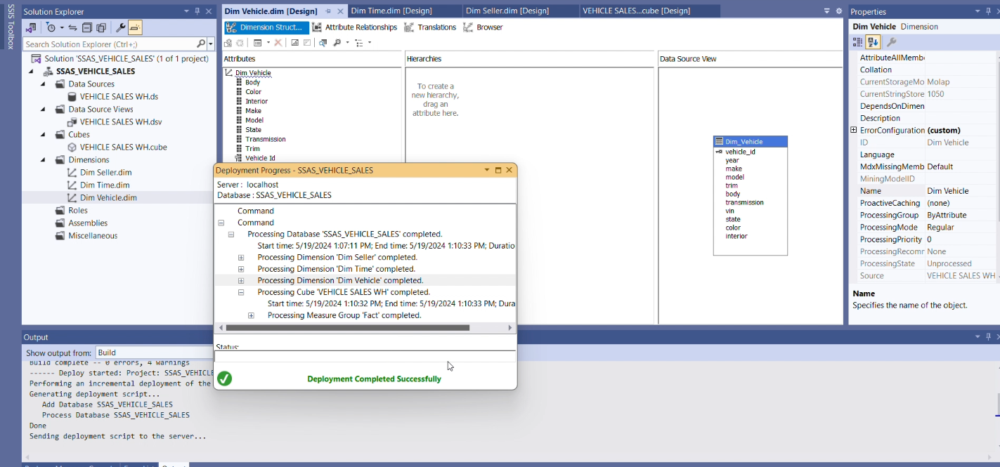 SSIS Toolbox
Solution Explorer
Search Solution Explorer (Ctrl+;)
Solution 'SSAS_VEHICLE_SALES' (1 of 1 project)
SSAS_VEHICLE_SALES
Data Sources
VEHICLE SALES WH.ds
Data Source Views
VEHICLE SALES WH.dsv
Cubes
VEHICLE SALES WH.cube
Dimensions
Dim Seller.dim
Dim Time.dim
Dim Vehicle.dim
Roles
Assemblies
Miscellaneous
Dim Vehicle.dim [Design]
Dim Time.dim [Design]
Dim Seller.dim [Design]
VEHICLE SALES...cube [Design]
Dimension Struct...
Attribute Relationships
Translations
Browser
Attributes
Dim Vehicle
Body
Color
Interior
Make
Model
State
Transmission
Trim
Vehicle Id
Hierarchies
To create a
new hierarchy,
drag an
attribute here.
Data Source View
Dim_Vehicle
vehicle_id
year
make
model
trim
body
transmission
vin
state
color
interior
Deployment Progress - SSAS_VEHICLE_SALES
Server : localhost
Database : SSAS_VEHICLE_SALES
Command
Command
Processing Database 'SSAS_VEHICLE_SALES' completed.
Start time: 5/19/2024 1:07:11 PM; End time: 5/19/2024 1:10:33 PM; Duratio
Processing Dimension 'Dim Seller' completed.
Processing Dimension 'Dim Time' completed.
Processing Dimension 'Dim Vehicle' completed.
Processing Cube 'VEHICLE SALES WH' completed.
Start time: 5/19/2024 1:10:32 PM; End time: 5/19/2024 1:10:33 PM; Dura
Processing Measure Group 'Fact' completed.
Status:
Deployment Completed Successfully
Properties
Dim Vehicle Dimension
AttributeAllMemb
Collation
CurrentStorageMo Molap
CurrentStringStore 1050
DependsOnDimen
Description
ErrorConfiguration (custom)
ID Dim Vehicle
Language
MdxMissingMemb Default
MiningModelID
Name Dim Vehicle
ProactiveCaching (none)
ProcessingGroup ByAttribute
ProcessingMode Regular
ProcessingPriority 0
ProcessingRecomr None
ProcessingState Unprocessed
Source VEHICLE SALES WH
Name
Specifies the name of the object.
Output
Show output from: Build
Build complete -- 0 errors, 4 warnings
------ Deploy started: Project: SSAS_VEHICLE
Performing an incremental deployment of the
Generating deployment script...
Add Database SSAS_VEHICLE_SALES
Process Database SSAS_VEHICLE_SALES
Done
Sending deployment script to the server...